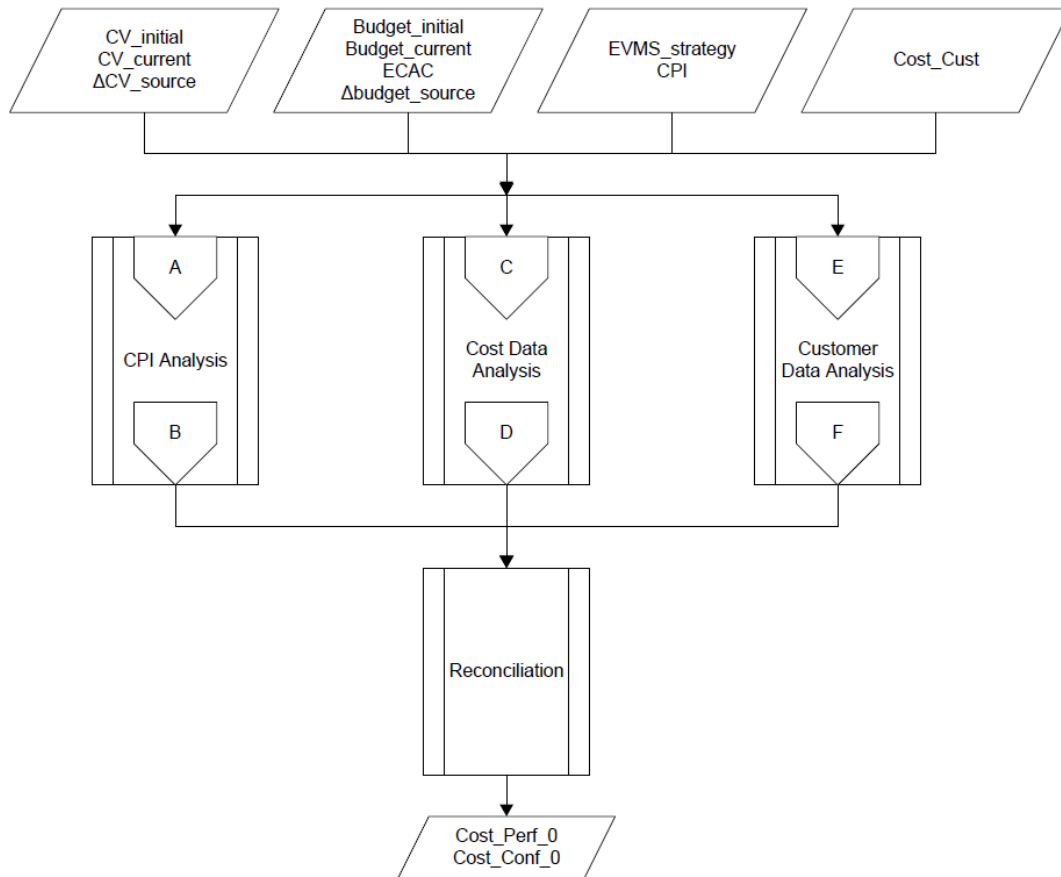 CV_initial
CV_current
ΔCV_source
Budget_initial
Budget_current
ECAC
Δbudget_source
EVMS_strategy
CPI
Cost_Cust
A
C
E
CPI Analysis
Cost Data
Analysis
Customer
Data Analysis
B
D
F
Reconciliation
Cost_Perf_0
Cost_Conf_0